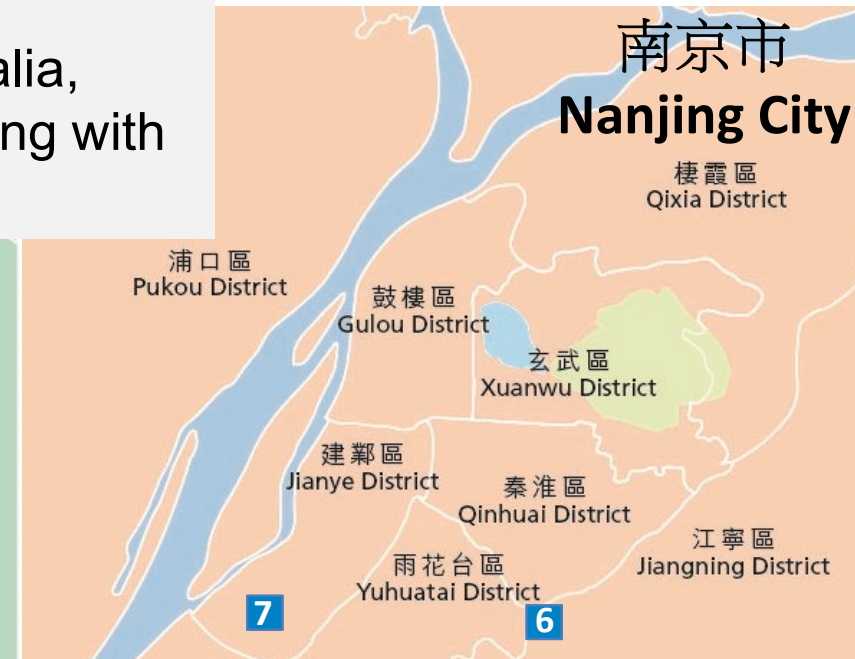 alia,
ng with
南京市
Nanjing City
棲霞區
Qixia District
浦口區
Pukou District
鼓樓區
Gulou District
玄武區
Xuanwu District
建鄴區
Jianye District
秦淮區
Qinhuai District
江寧區
Jiangning District
雨花台區
Yuhuatai District
7
6